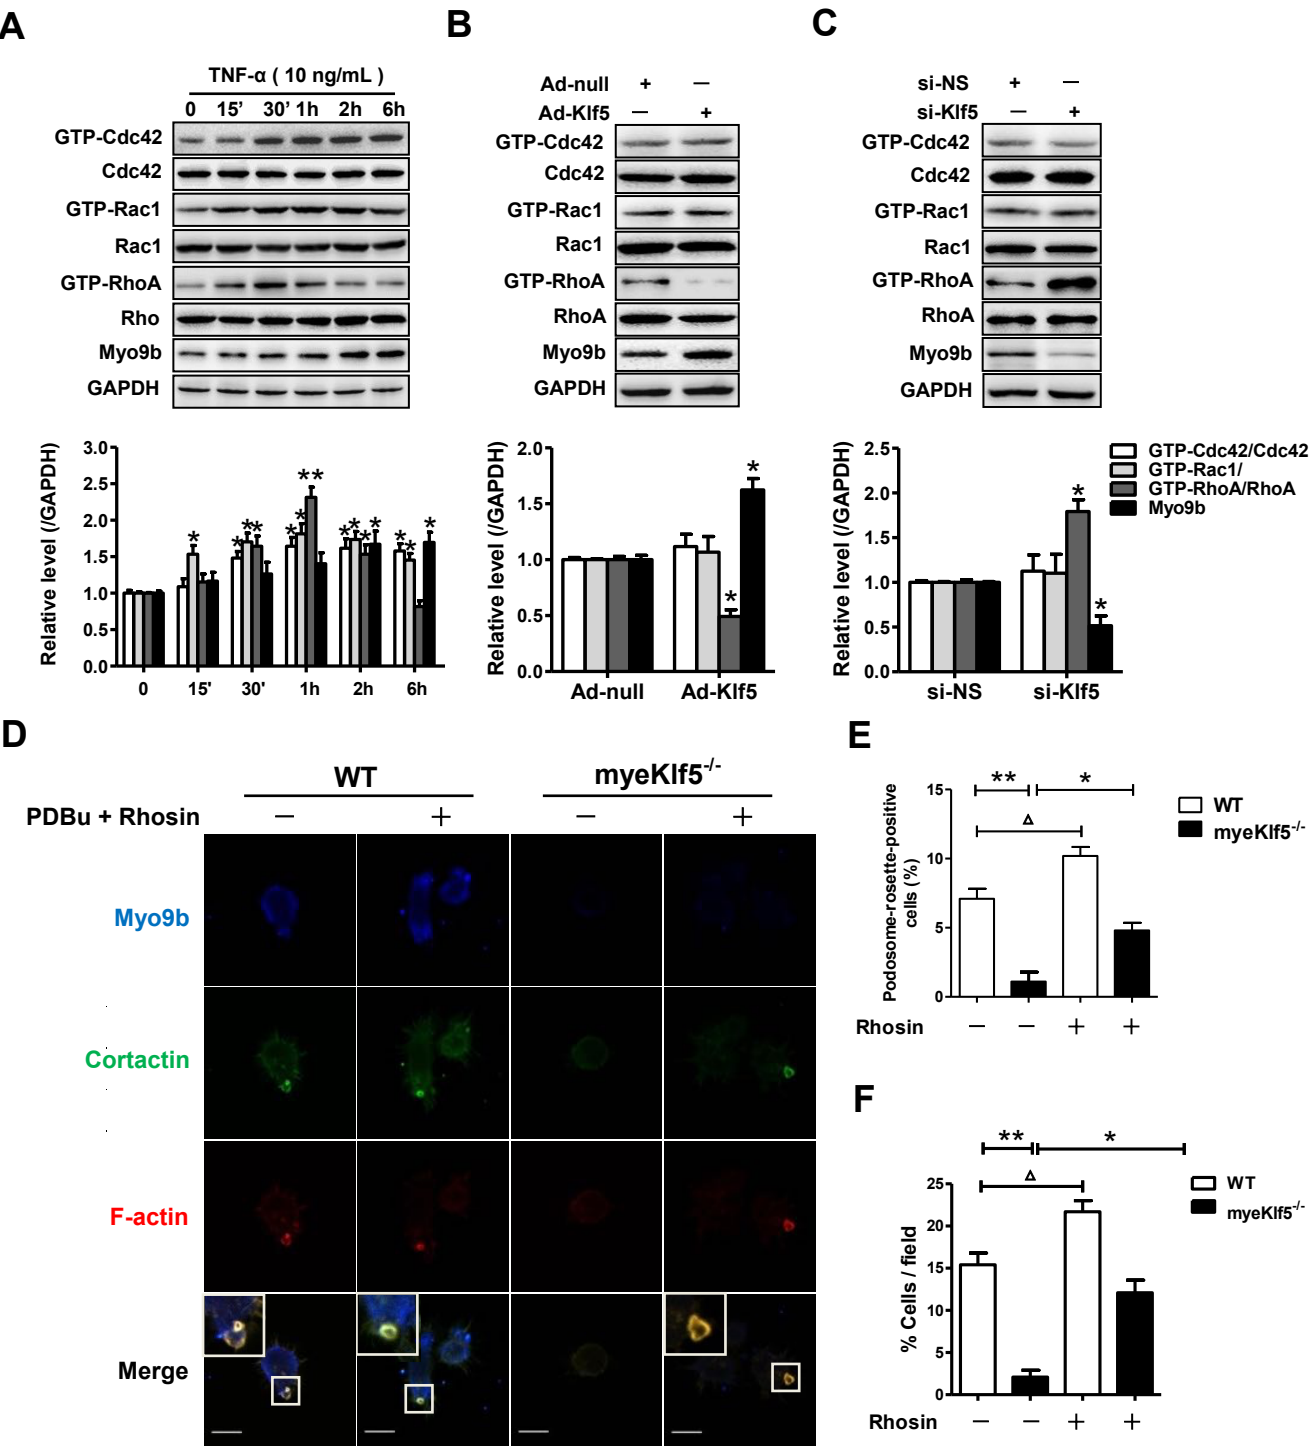 A
TNF-α ( 10 ng/mL )
0 15’ 30’ 1h 2h 6h
GTP-Cdc42
Cdc42
GTP-Rac1
Rac1
GTP-RhoA
Rho
Myo9b
GAPDH
Relative level (/GAPDH)
3.0
2.5
2.0
1.5
1.0
0.5
0.0
* * * * * * * * * * * * * * *
0 15' 30' 1h 2h 6h
B
Ad-null + —
Ad-Klf5 — +
GTP-Cdc42
Cdc42
GTP-Rac1
Rac1
GTP-RhoA
RhoA
Myo9b
GAPDH
Relative level (/GAPDH)
2.0
1.5
1.0
0.5
0.0
* *
Ad-null Ad-Klf5
C
si-NS + —
si-Klf5 — +
GTP-Cdc42
Cdc42
GTP-Rac1
Rac1
GTP-RhoA
RhoA
Myo9b
GAPDH
Relative level (/GAPDH)
2.5
2.0
1.5
1.0
0.5
0.0
* *
si-NS si-Klf5
GTP-Cdc42/Cdc42
GTP-Rac1/
GTP-RhoA/RhoA
Myo9b
D
WT myeKlf5-/-
PDBu + Rhosin — + — +
Myo9b
Cortactin
F-actin
Merge
E
Podosome-rosette-positive
cells (%)
15
10
5
0
** *
Δ
WT
myeKlf5-/-
Rhosin — — + +
F
% Cells / field
25
20
15
10
5
0
** *
Δ
WT
myeKlf5-/-
Rhosin — — + +